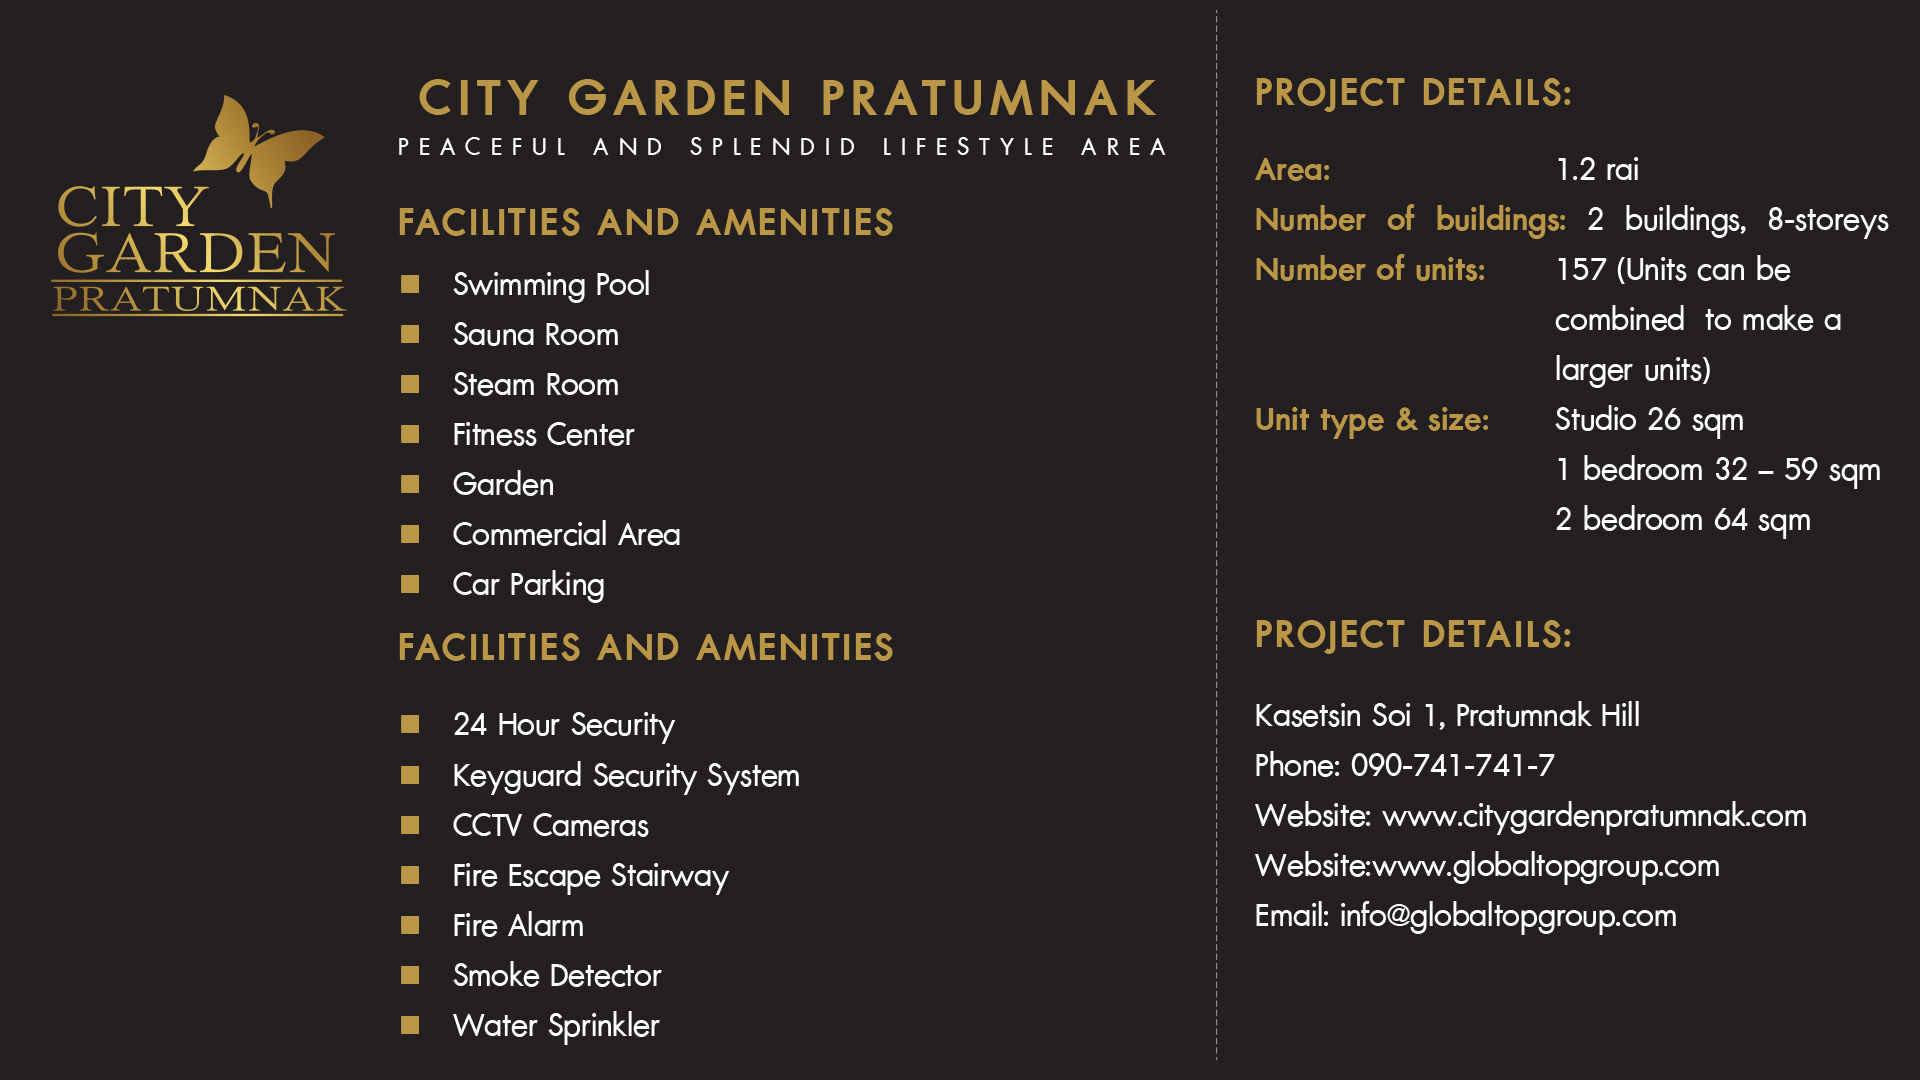 CITY
GARDEN
PRATUMNAK
CITY GARDEN PRATUMNAK
PEACEFUL AND SPLENDID LIFESTYLE AREA
FACILITIES AND AMENITIES
Swimming Pool
Sauna Room
Steam Room
Fitness Center
Garden
Commercial Area
Car Parking
FACILITIES AND AMENITIES
24 Hour Security
Keyguard Security System
CCTV Cameras
Fire Escape Stairway
Fire Alarm
Smoke Detector
Water Sprinkler
PROJECT DETAILS:
Area: 1.2 rai
Number of buildings: 2 buildings, 8-storeys
Number of units: 157 (Units can be
combined to make a
larger units)
Unit type & size: Studio 26 sqm
1 bedroom 32 – 59 sqm
2 bedroom 64 sqm
PROJECT DETAILS:
Kasetsin Soi 1, Pratumnak Hill
Phone: 090-741-741-7
Website: www.citygardenpratumnak.com
Website:www.globaltopgroup.com
Email: info@globaltopgroup.com